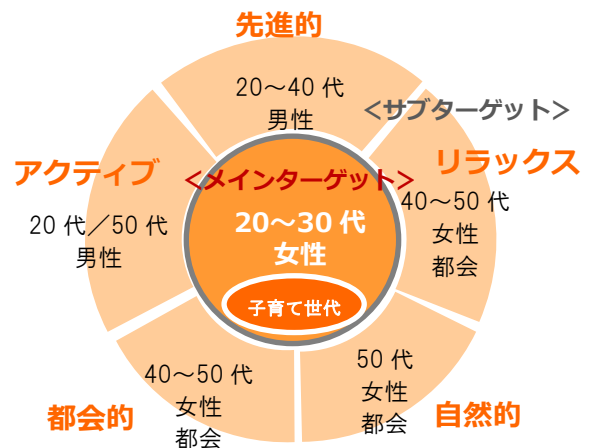 先進的
20～40 代
男性
＜サブターゲット＞
アクティブ
20 代／50 代
男性
＜メインターゲット＞
20～30 代
女性
子育て世代
リラックス
40～50 代
女性
都会
都会的
40～50 代
女性
都会
50 代
女性
都会
自然的